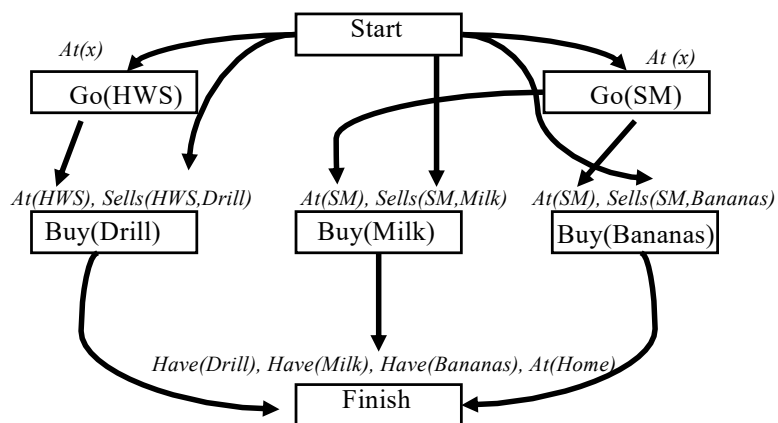 Start
At(x)
At (x)
Go(HWS)
Go(SM)
At(HWS), Sells(HWS,Drill)
At(SM), Sells(SM,Milk)
At(SM), Sells(SM,Bananas)
Buy(Drill)
Buy(Milk)
Buy(Bananas)
Have(Drill), Have(Milk), Have(Bananas), At(Home)
Finish